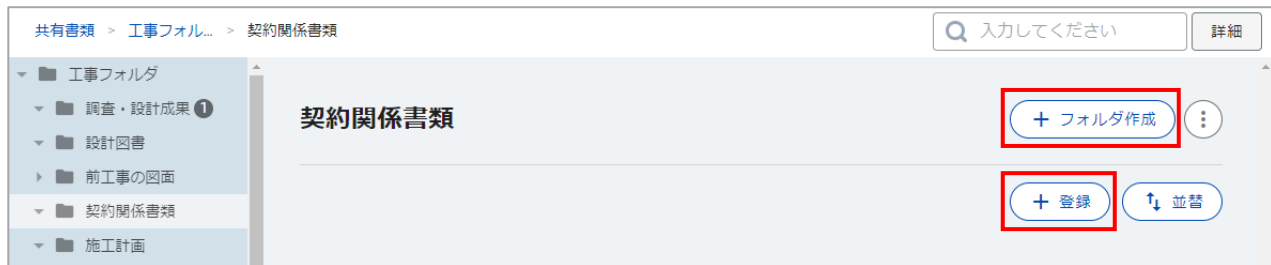 共有書類 > 工事フォル... > 契約関係書類
入力してください
詳細
工事フォルダ
調査・設計成果 1
設計図書
前工事の図面
契約関係書類
施工計画
契約関係書類
+ フォルダ作成
+ 登録
並替